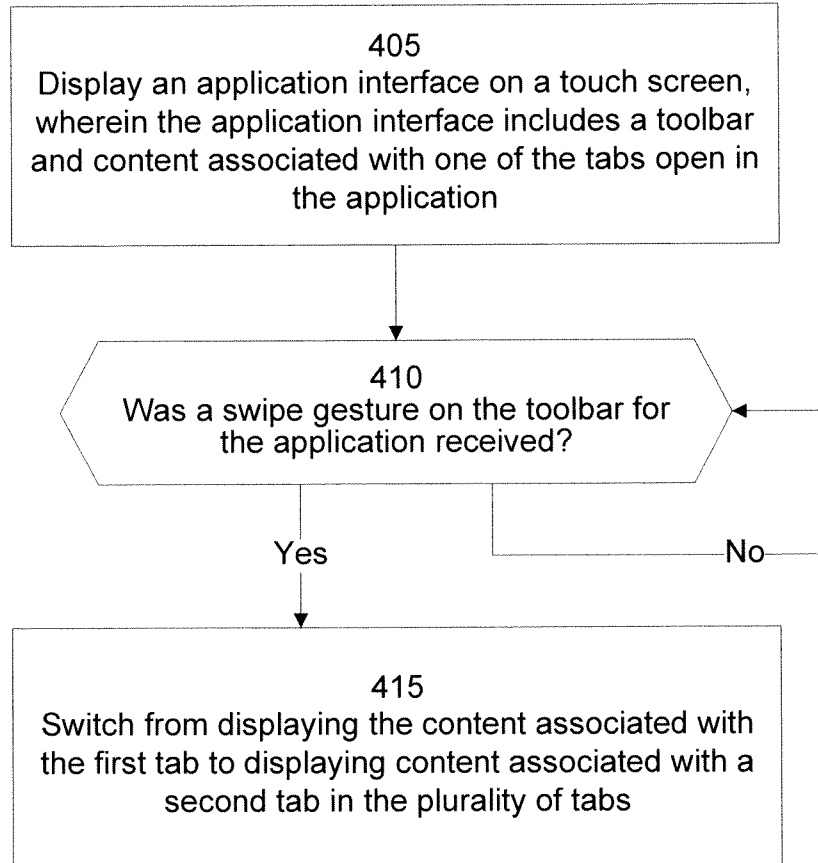 405
Display an application interface on a touch screen,
wherein the application interface includes a toolbar
and content associated with one of the tabs open in
the application
410
Was a swipe gesture on the toolbar for
the application received?
Yes
No
415
Switch from displaying the content associated with
the first tab to displaying content associated with a
second tab in the plurality of tabs